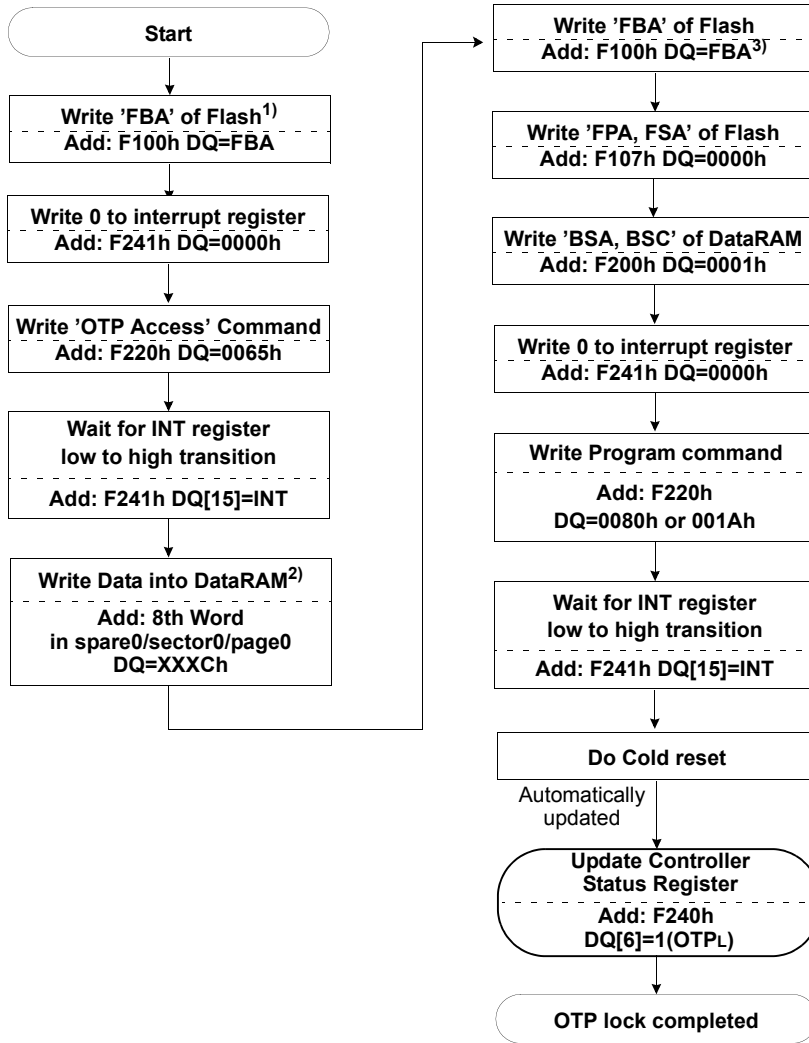 Start
Write 'FBA' of Flash1)
Add: F100h DQ=FBA
Write 0 to interrupt register
Add: F241h DQ=0000h
Write 'OTP Access' Command
Add: F220h DQ=0065h
Wait for INT register
low to high transition
Add: F241h DQ[15]=INT
Write Data into DataRAM2)
Add: 8th Word
in spare0/sector0/page0
DQ=XXXCh
Write 'FBA' of Flash
Add: F100h DQ=FBA3)
Write 'FPA, FSA' of Flash
Add: F107h DQ=0000h
Write 'BSA, BSC' of DataRAM
Add: F200h DQ=0001h
Write 0 to interrupt register
Add: F241h DQ=0000h
Write Program command
Add: F220h
DQ=0080h or 001Ah
Wait for INT register
low to high transition
Add: F241h DQ[15]=INT
Do Cold reset
Automatically
updated
Update Controller
Status Register
Add: F240h
DQ[6]=1(OTPL)
OTP lock completed